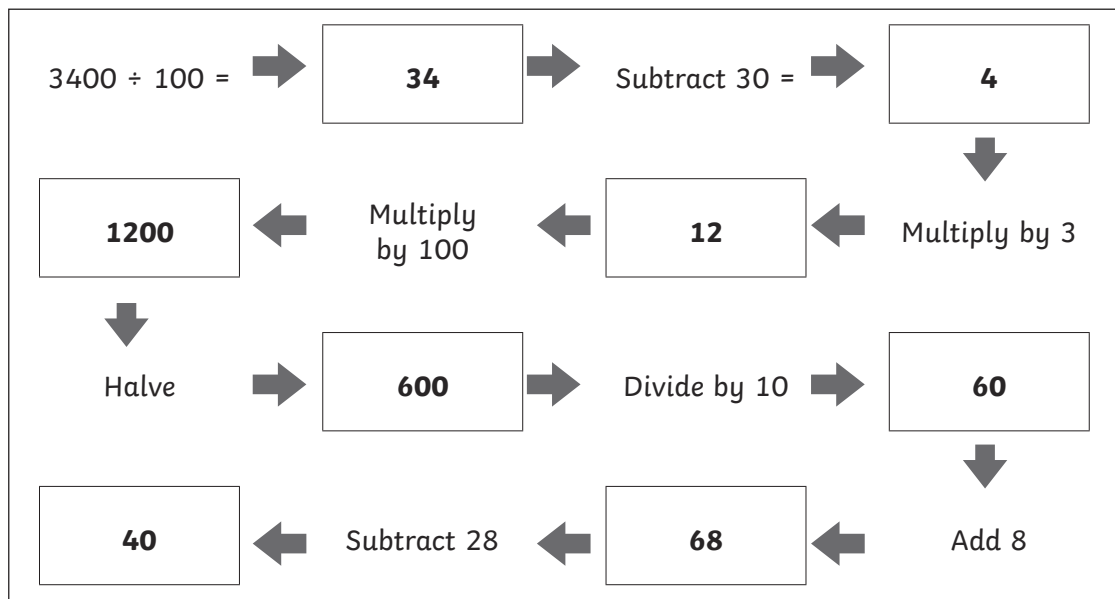 3400 ÷ 100 =
34
Subtract 30 =
4
Multiply by 3
12
Multiply
by 100
1200
Halve
600
Divide by 10
60
Add 8
68
Subtract 28
40